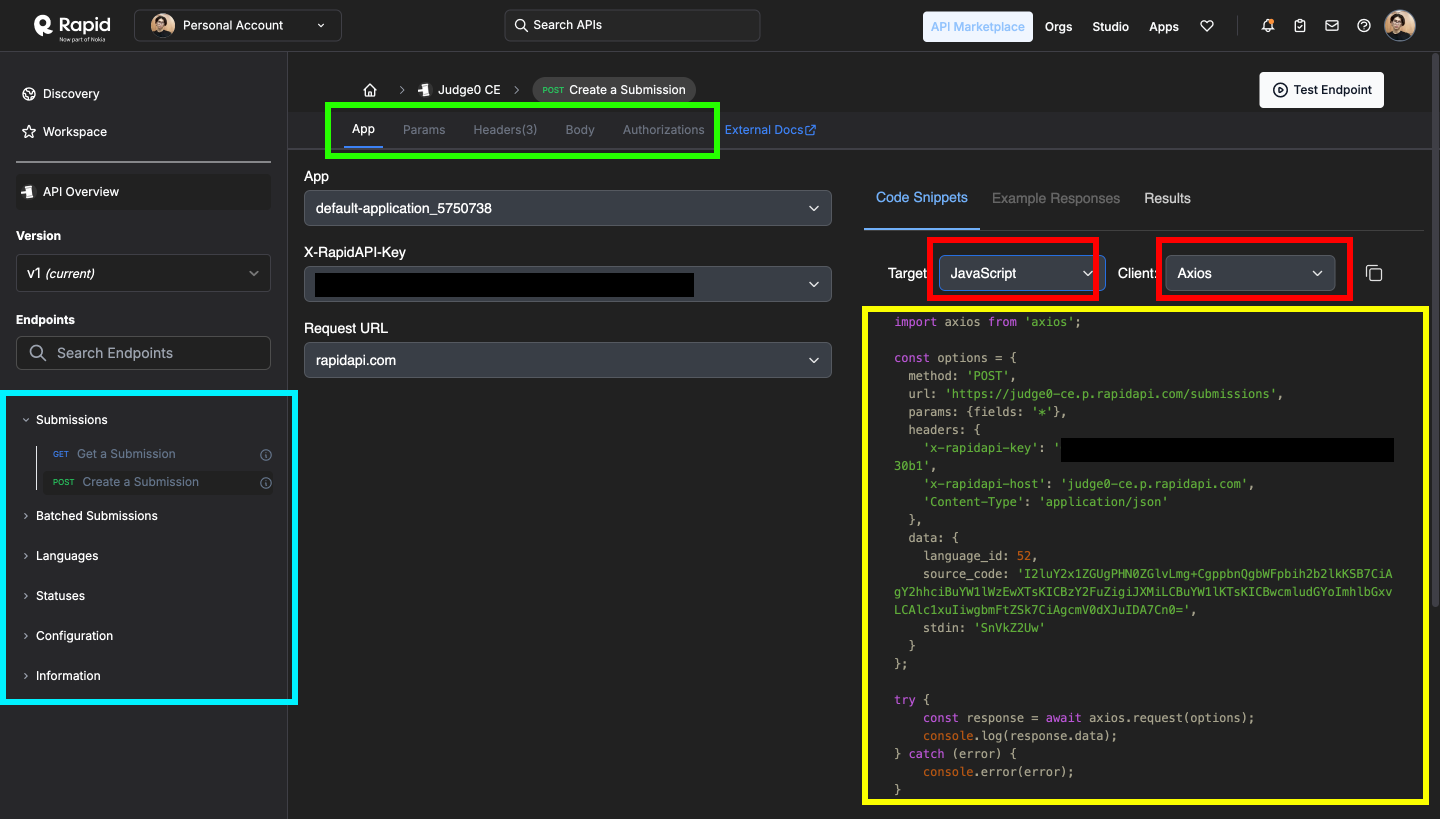 Rapid
Now part of Nokia
Personal Account
Search APIs
API Marketplace
Orgs
Studio
Apps
Discovery
Workspace
API Overview
Version
v1 (current)
Endpoints
Search Endpoints
Submissions
GET Get a Submission
POST Create a Submission
Batched Submissions
Languages
Statuses
Configuration
Information
Judge0 CE
POST Create a Submission
Test Endpoint
App
Params
Headers(3)
Body
Authorizations
External Docs
App
default-application_5750738
X-RapidAPI-Key
Request URL
rapidapi.com
Code Snippets
Example Responses
Results
Target
JavaScript
Client:
Axios
import axios from 'axios';
const options = {
method: 'POST',
url: 'https://judge0-ce.p.rapidapi.com/submissions',
params: {fields: '*'},
headers: {
'x-rapidapi-key': '
30b1',
'x-rapidapi-host': 'judge0-ce.p.rapidapi.com',
'Content-Type': 'application/json'
},
data: {
language_id: 52,
source_code: 'I2luY2x1ZGUgPHN0ZGlvLmg+CgppbnQgbWFpbih2b2lkKSB7CiA
gY2hhciBuYW1lWzEwXTsKICBzY2FuZigiJXMiLCBuYW1lKTsKICBwcmludGYoImhlbGxv
LCAlc1xuIiwgbmFtZSk7CiAgcmV0dXJuIDA7Cn0=',
stdin: 'SnVkZ2Uw'
}
};
try {
const response = await axios.request(options);
console.log(response.data);
} catch (error) {
console.error(error);
}